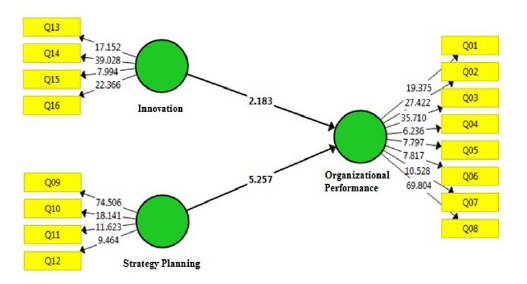 Q13
Q14
Q15
Q16
17.152
39.028
7.994
22.366
Innovation
2.183
Q09
Q10
Q11
Q12
74.506
18.141
11.623
9.464
Strategy Planning
5.257
Organizational
Performance
19.375
27.422
35.710
6.236
7.797
7.817
10.528
69.804
Q01
Q02
Q03
Q04
Q05
Q06
Q07
Q08